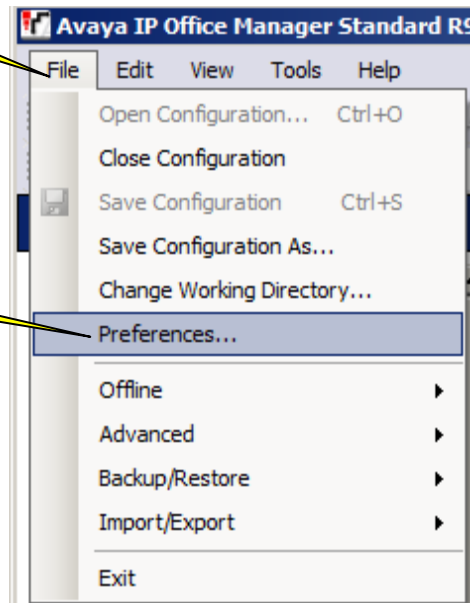 Avaya IP Office Manager Standard R9
File Edit View Tools Help
Open Configuration... Ctrl+O
Close Configuration
Save Configuration Ctrl+S
Save Configuration As...
Change Working Directory...
Preferences...
Offline
Advanced
Backup/Restore
Import/Export
Exit